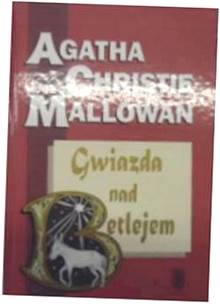 AGATHA
CHRISTIE
MALLOWAN
Gwiazda
nad
Betlejem